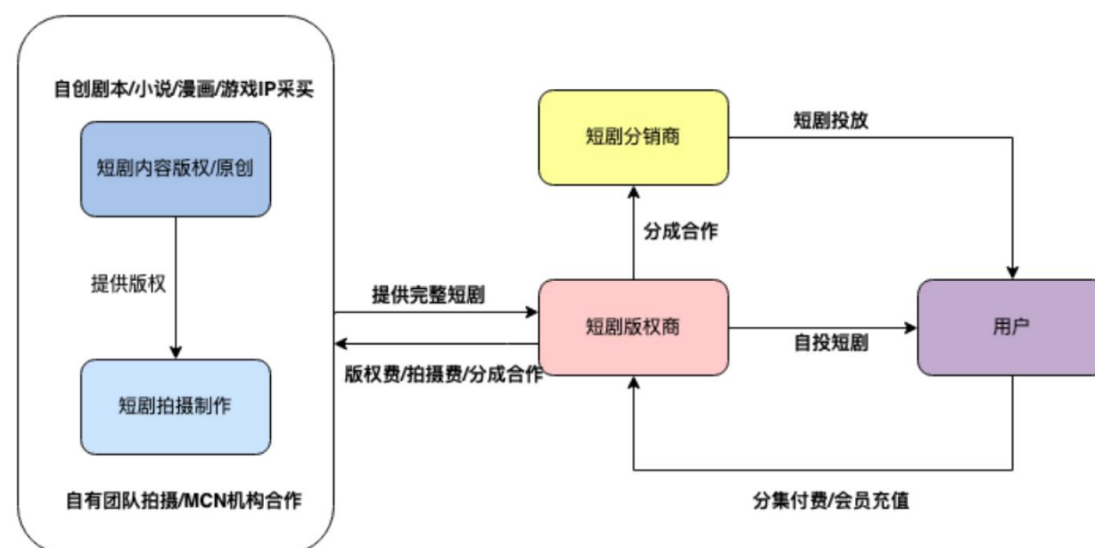 自创剧本/小说/漫画/游戏IP采买
短剧内容版权/原创
提供版权
短剧拍摄制作
自有团队拍摄/MCN机构合作
提供完整短剧
版权费/拍摄费/分成合作
短剧分销商
分成合作
短剧版权商
短剧投放
自投短剧
用户
分集付费/会员充值